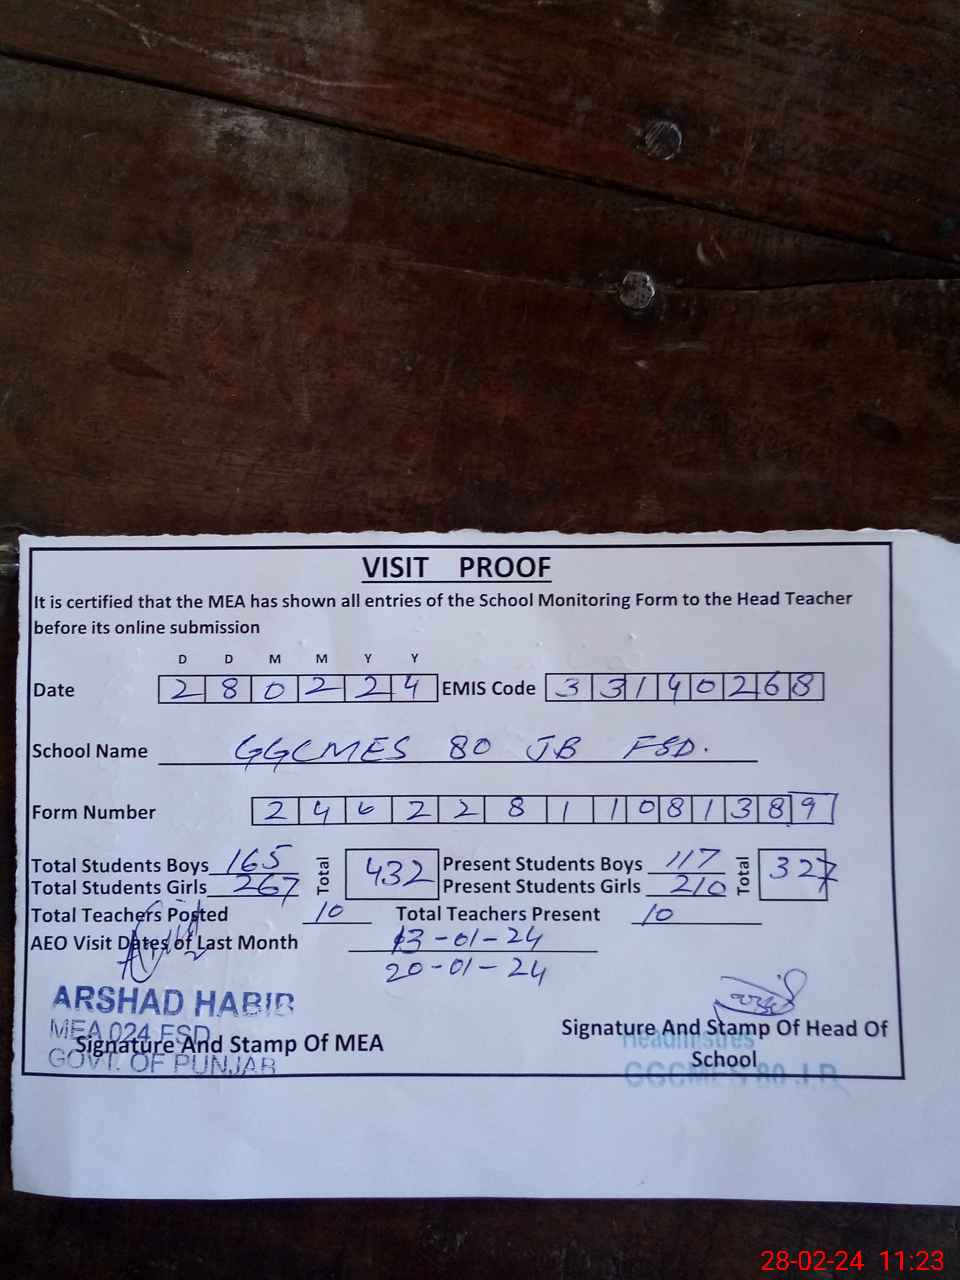 VISIT PROOF
It is certified that the MEA has shown all entries of the School Monitoring Form to the Head Teacher
before its online submission
D D M M Y Y
Date 2 8 0 2 2 4 EMIS Code 3 3 1 4 0 2 6 8
School Name GGCMES 80 JB FSD.
Form Number 2 4 6 2 2 8 1 1 0 8 1 3 8 9
Total Students Boys 165 Total 432 Present Students Boys 117 Total 327
Total Students Girls 267 Present Students Girls 210
Total Teachers Posted 10 Total Teachers Present 10
AEO Visit Dates of Last Month 13-01-24
20-01-24
ARSHAD HABIB
MEA 024 FSD
Signature And Stamp Of MEA
GOVT. OF PUNJAB
Signature And Stamp Of Head Of
School
Headmistres
GGCMES 80 J.B
28-02-24 11:23